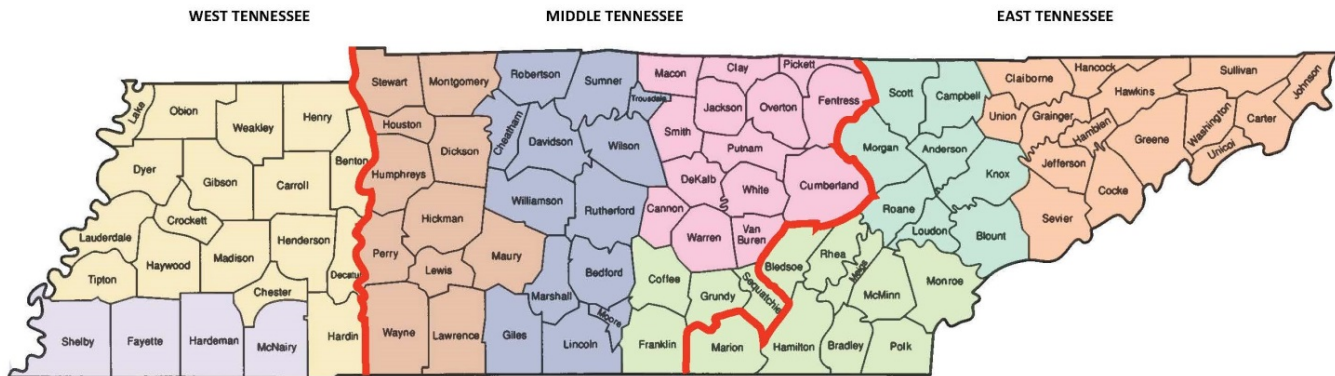 WEST TENNESSEE
MIDDLE TENNESSEE
EAST TENNESSEE
Lake
Obion
Weakley
Henry
Benton
Dyer
Gibson
Carroll
Crockett
Lauderdale
Haywood
Madison
Henderson
Decatur
Tipton
Chester
Shelby
Fayette
Hardeman
McNairy
Hardin
Stewart
Montgomery
Houston
Dickson
Humphreys
Hickman
Perry
Lewis
Maury
Wayne
Lawrence
Robertson
Sumner
Trousdale
Cheatham
Davidson
Wilson
Williamson
Rutherford
Bedford
Marshall
Moore
Giles
Lincoln
Macon
Clay
Pickett
Jackson
Overton
Fentress
Smith
Putnam
DeKalb
White
Cumberland
Cannon
Warren
Van
Buren
Coffee
Grundy
Sequatchie
Bledsoe
Rhea
Meigs
Franklin
Marion
Hamilton
Bradley
Polk
McMinn
Monroe
Scott
Campbell
Morgan
Anderson
Knox
Roane
Loudon
Blount
Claiborne
Hancock
Hawkins
Sullivan
Johnson
Union
Grainger
Hamblen
Greene
Washington
Carter
Unicoi
Jefferson
Cocke
Sevier